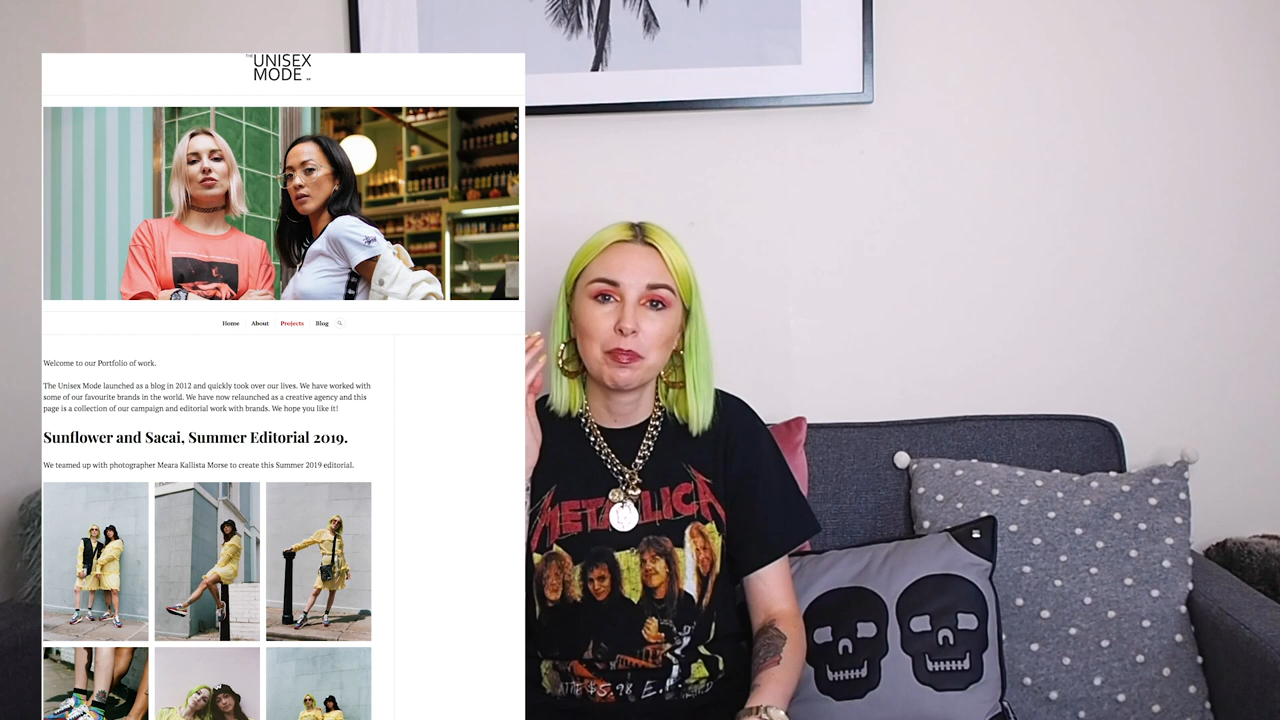 THE UNISEX
MODE
Home About Projects Blog
Welcome to our Portfolio of work.
The Unisex Mode launched as a blog in 2012 and quickly took over our lives. We have worked with
some of our favourite brands in the world. We have now relaunched as a creative agency and this
page is a collection of our campaign and editorial work with brands. We hope you like it!
Sunflower and Sacai, Summer Editorial 2019.
We teamed up with photographer Meara Kallista Morse to create this Summer 2019 editorial.
METALLICA
$5.98 E.P.